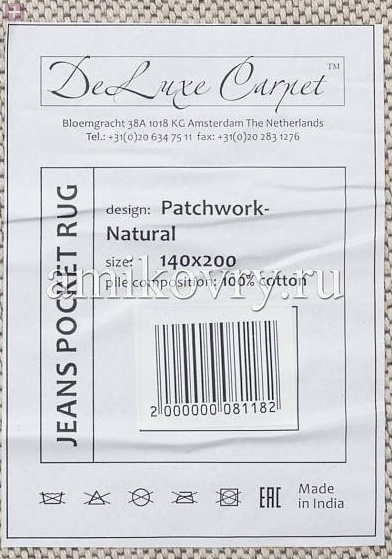 DeLuxe Carpet™
Bloemgracht 38A 1018 KG Amsterdam The Netherlands
Tel.: +31(0)20 634 75 11 fax: +31(0)20 283 1276
JEANS POCKET RUG
design: Patchwork-
Natural
size: 140x200
pile composition: 100% cotton
amikovry.ru
2 000000 081182
EAC Made
in India